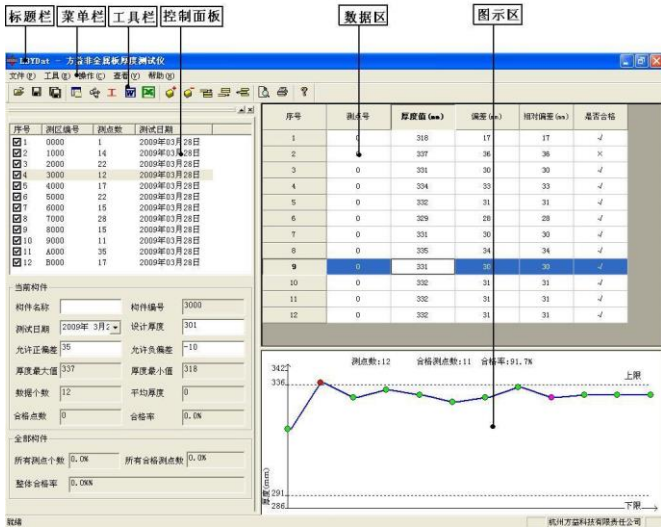 标题栏 菜单栏 工具栏 控制面板 数据区 图示区
LBYDat - 方益非金属板厚度测试仪
文件(F) 工具(T) 操作(C) 查看(V) 帮助(H)
序号 测区编号 测点数 测试日期
1 0000 1 2009年03月28日
2 1000 14 2009年03月28日
3 2000 22 2009年03月28日
4 3000 12 2009年03月28日
5 4000 17 2009年03月28日
6 5000 22 2009年03月28日
7 6000 15 2009年03月28日
8 7000 28 2009年03月28日
9 8000 15 2009年03月28日
10 9000 11 2009年03月28日
11 A000 35 2009年03月28日
12 B000 17 2009年03月28日
当前构件
构件名称 构件编号 3000
测试日期 2009年 3月2 设计厚度 301
允许正偏差 35 允许负偏差 -10
厚度最大值 337 厚度最小值 318
数据个数 12 平均厚度 0
合格点数 0 合格率 0.0%
全部构件
所有测点个数 0.0% 所有合格测点数 0.0%
整体合格率 0.0%%
就绪
序号 测点号 厚度值(mm) 偏差(mm) 相对偏差(mm) 是否合格
1 0 318 17 17 √
2 0 337 36 36 ×
3 0 331 30 30 √
4 0 334 33 33 √
5 0 332 31 31 √
6 0 329 28 28 √
7 0 331 30 30 √
8 0 335 34 34 √
9 0 331 30 30 √
10 0 332 31 31 √
11 0 332 31 31 √
12 0 332 31 31 √
测点数:12 合格测点数:11 合格率:91.7%
342
上限
336
厚度(mm)
291
286
下限
杭州方益科技有限责任公司